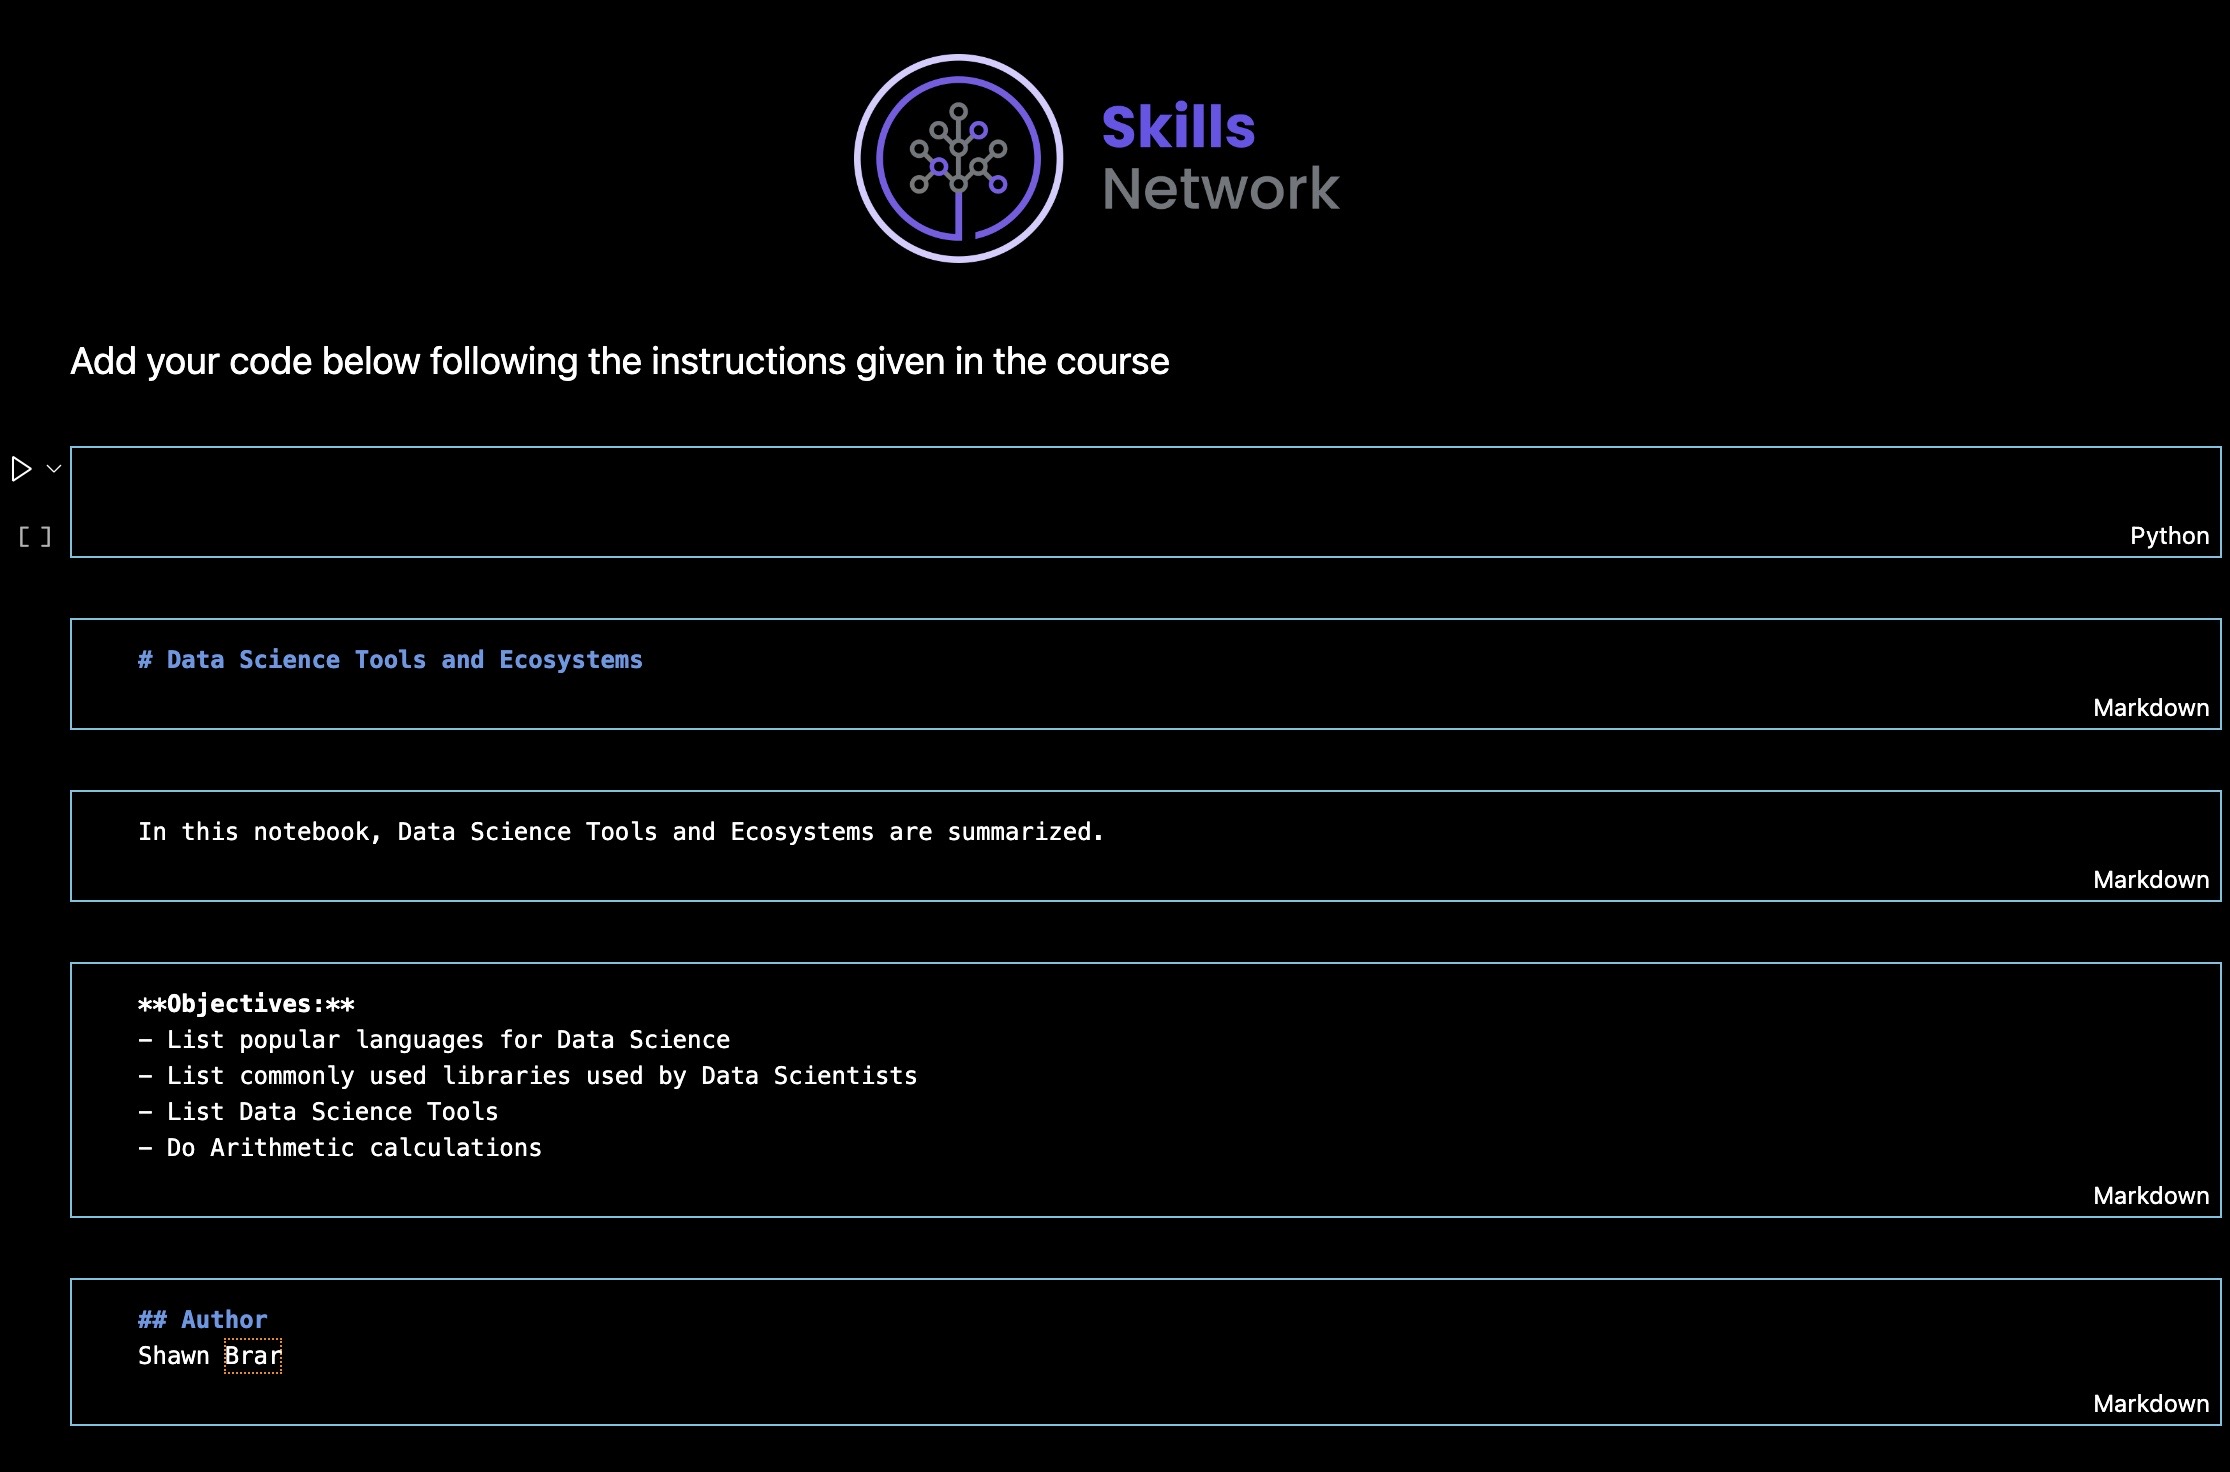 Skills
Network
Add your code below following the instructions given in the course
[ ]
Python
# Data Science Tools and Ecosystems
Markdown
In this notebook, Data Science Tools and Ecosystems are summarized.
Markdown
**Objectives:**
- List popular languages for Data Science
- List commonly used libraries used by Data Scientists
- List Data Science Tools
- Do Arithmetic calculations
Markdown
## Author
Shawn Brar
Markdown